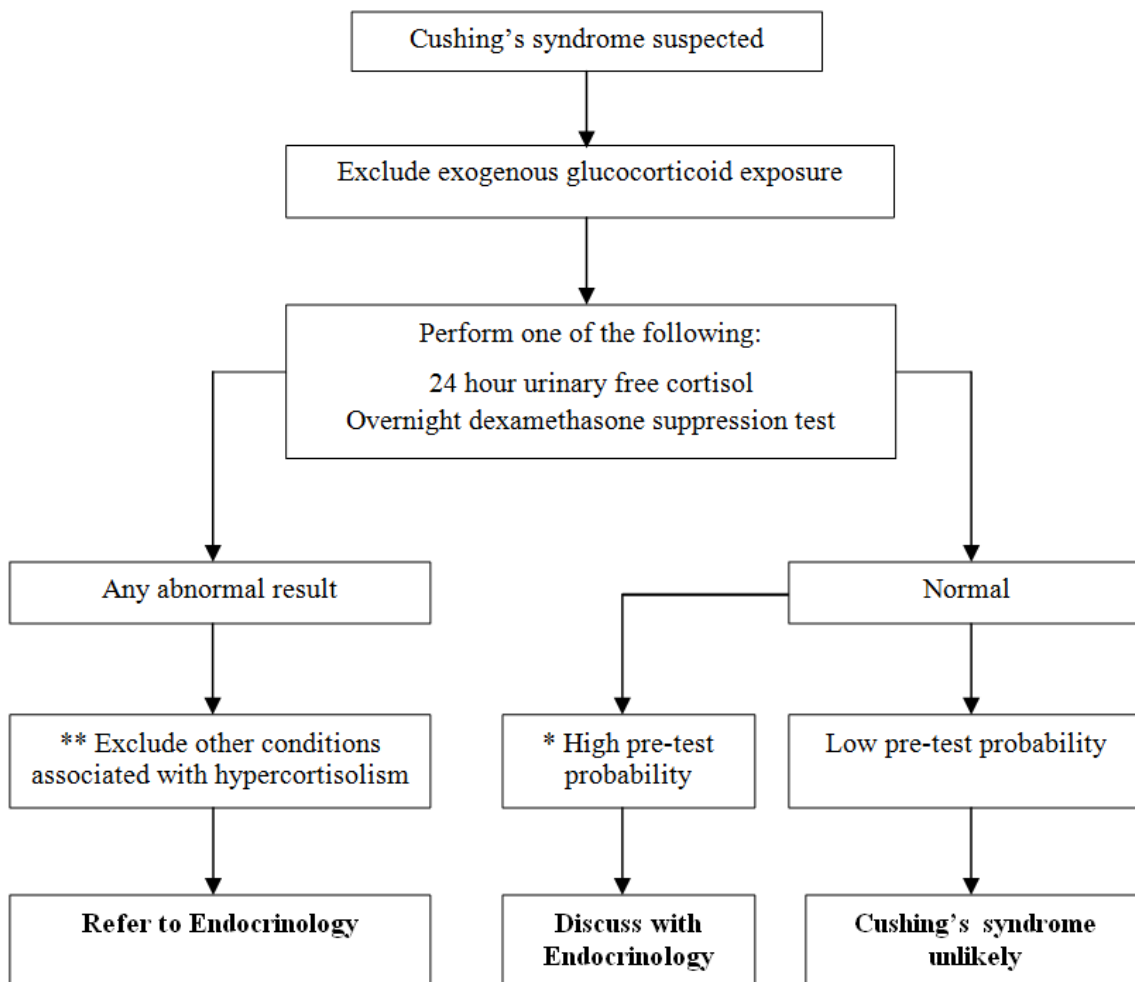 Cushing’s syndrome suspected
Exclude exogenous glucocorticoid exposure
Perform one of the following:
24 hour urinary free cortisol
Overnight dexamethasone suppression test
Any abnormal result
Normal
** Exclude other conditions
associated with hypercortisolism
* High pre-test
probability
Low pre-test probability
Refer to Endocrinology
Discuss with
Endocrinology
Cushing’s syndrome
unlikely